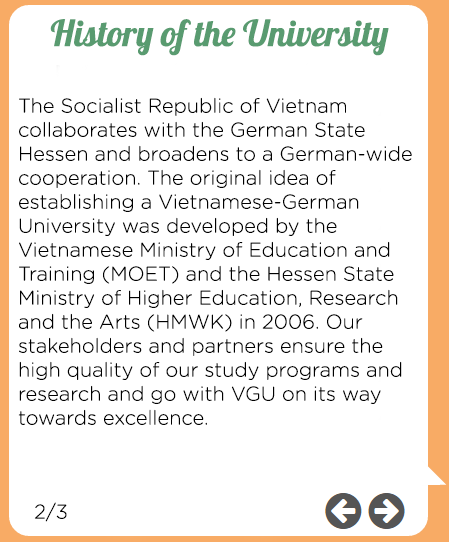 History of the University
The Socialist Republic of Vietnam
collaborates with the German State
Hessen and broadens to a German-wide
cooperation. The original idea of
establishing a Vietnamese-German
University was developed by the
Vietnamese Ministry of Education and
Training (MOET) and the Hessen State
Ministry of Higher Education, Research
and the Arts (HMWK) in 2006. Our
stakeholders and partners ensure the
high quality of our study programs and
research and go with VGU on its way
towards excellence.
2/3